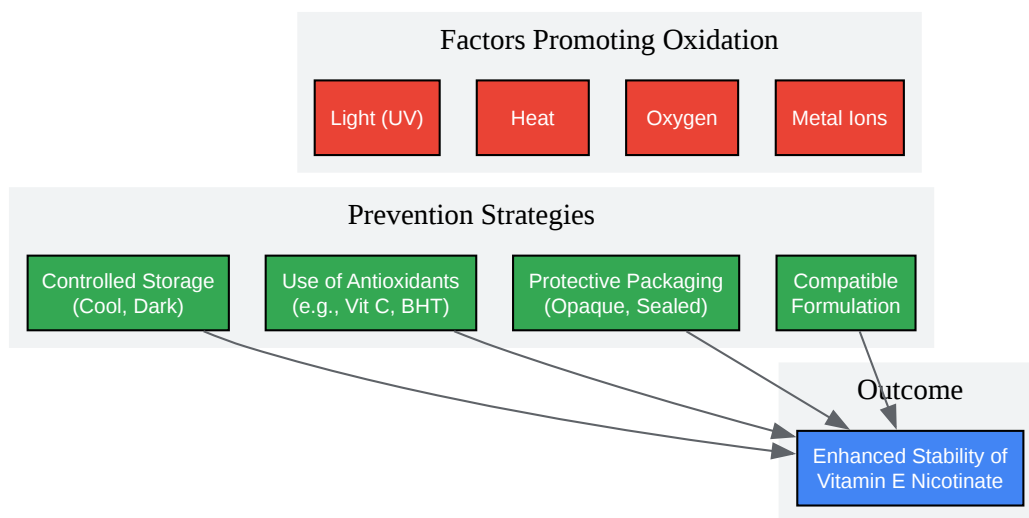 Factors Promoting Oxidation
Light (UV)
Heat
Oxygen
Metal Ions
Prevention Strategies
Controlled Storage
(Cool, Dark)
Use of Antioxidants
(e.g., Vit C, BHT)
Protective Packaging
(Opaque, Sealed)
Compatible
Formulation
Outcome
Enhanced Stability of
Vitamin E Nicotinate